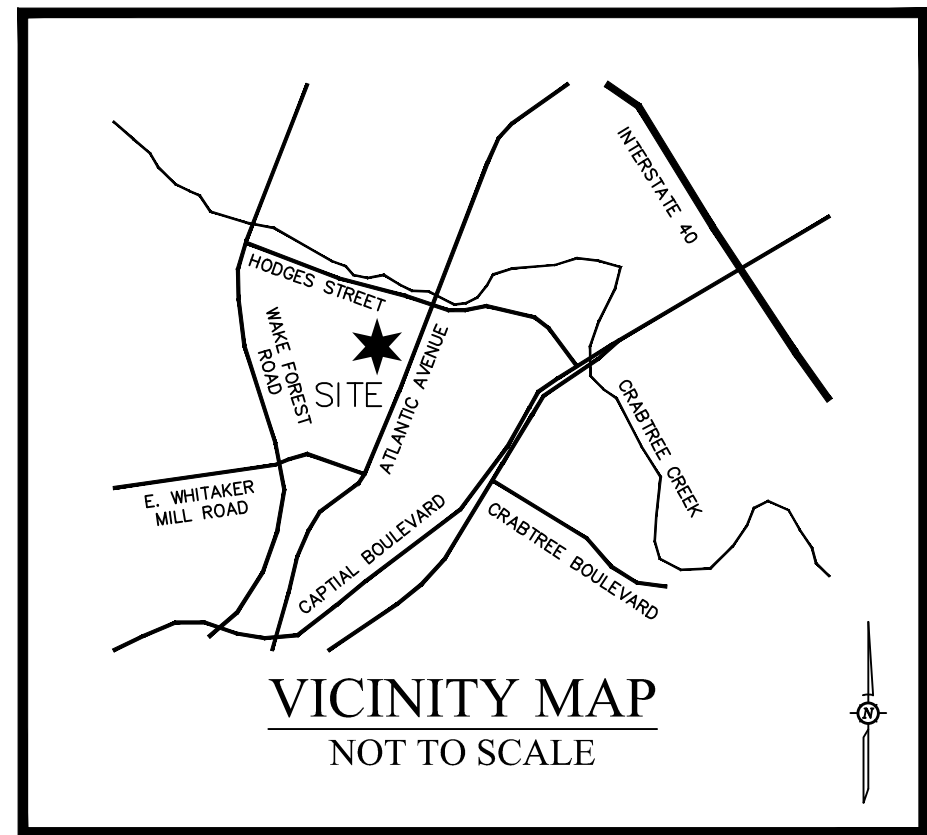 INTERSTATE 40
HODGES STREET
WAKE FOREST
ROAD
SITE
ATLANTIC AVENUE
CRABTREE CREEK
E. WHITAKER
MILL ROAD
CAPTIAL BOULEVARD
CRABTREE BOULEVARD
VICINITY MAP
NOT TO SCALE
N